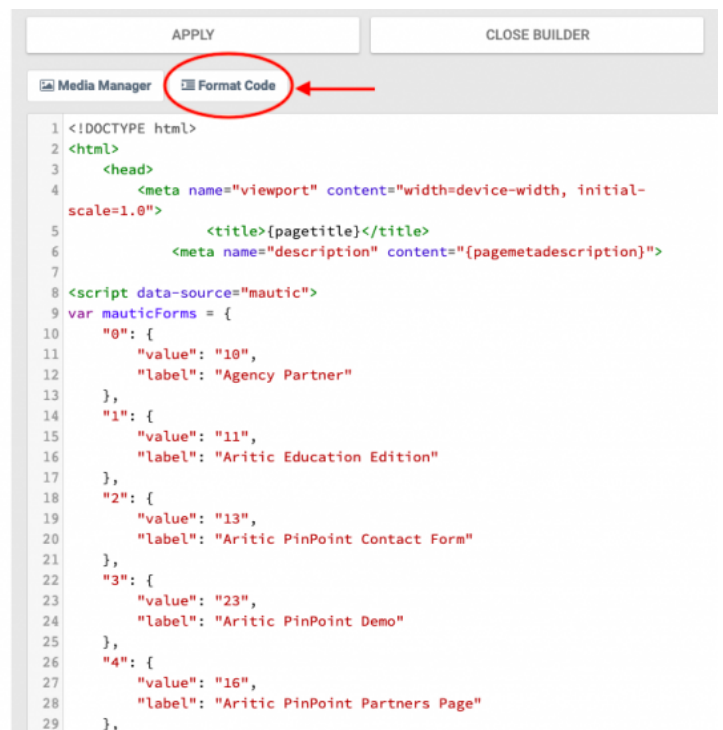 APPLY CLOSE BUILDER
Media Manager Format Code
1 <!DOCTYPE html>
2 <html>
3     <head>
4         <meta name="viewport" content="width=device-width, initial-
scale=1.0">
5                 <title>{pagetitle}</title>
6             <meta name="description" content="{pagemetadescription}">
7
8 <script data-source="mautic">
9 var mauticForms = {
10     "0": {
11         "value": "10",
12         "label": "Agency Partner"
13     },
14     "1": {
15         "value": "11",
16         "label": "Aritic Education Edition"
17     },
18     "2": {
19         "value": "13",
20         "label": "Aritic PinPoint Contact Form"
21     },
22     "3": {
23         "value": "23",
24         "label": "Aritic PinPoint Demo"
25     },
26     "4": {
27         "value": "16",
28         "label": "Aritic PinPoint Partners Page"
29     },